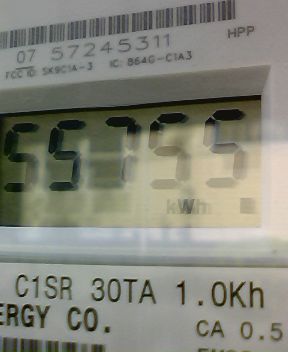 HPP
07 57245311
FCC ID: SK9C1A-3 IC: 864G-C1A3
55755
kWh
C1SR 30TA 1.0Kh
ERGY CO.
CA 0.5